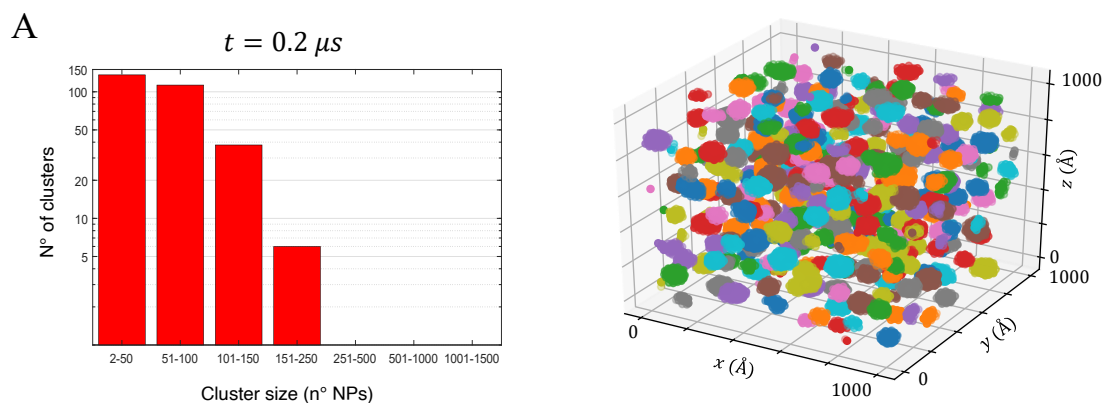 A
t = 0.2 μs
150
100
50
20
10
5
N° of clusters
2-50 51-100 101-150 151-250 251-500 501-1000 1001-1500
Cluster size (n° NPs)
1000
z (Å)
0
1000
y (Å)
0
0
x (Å)
1000